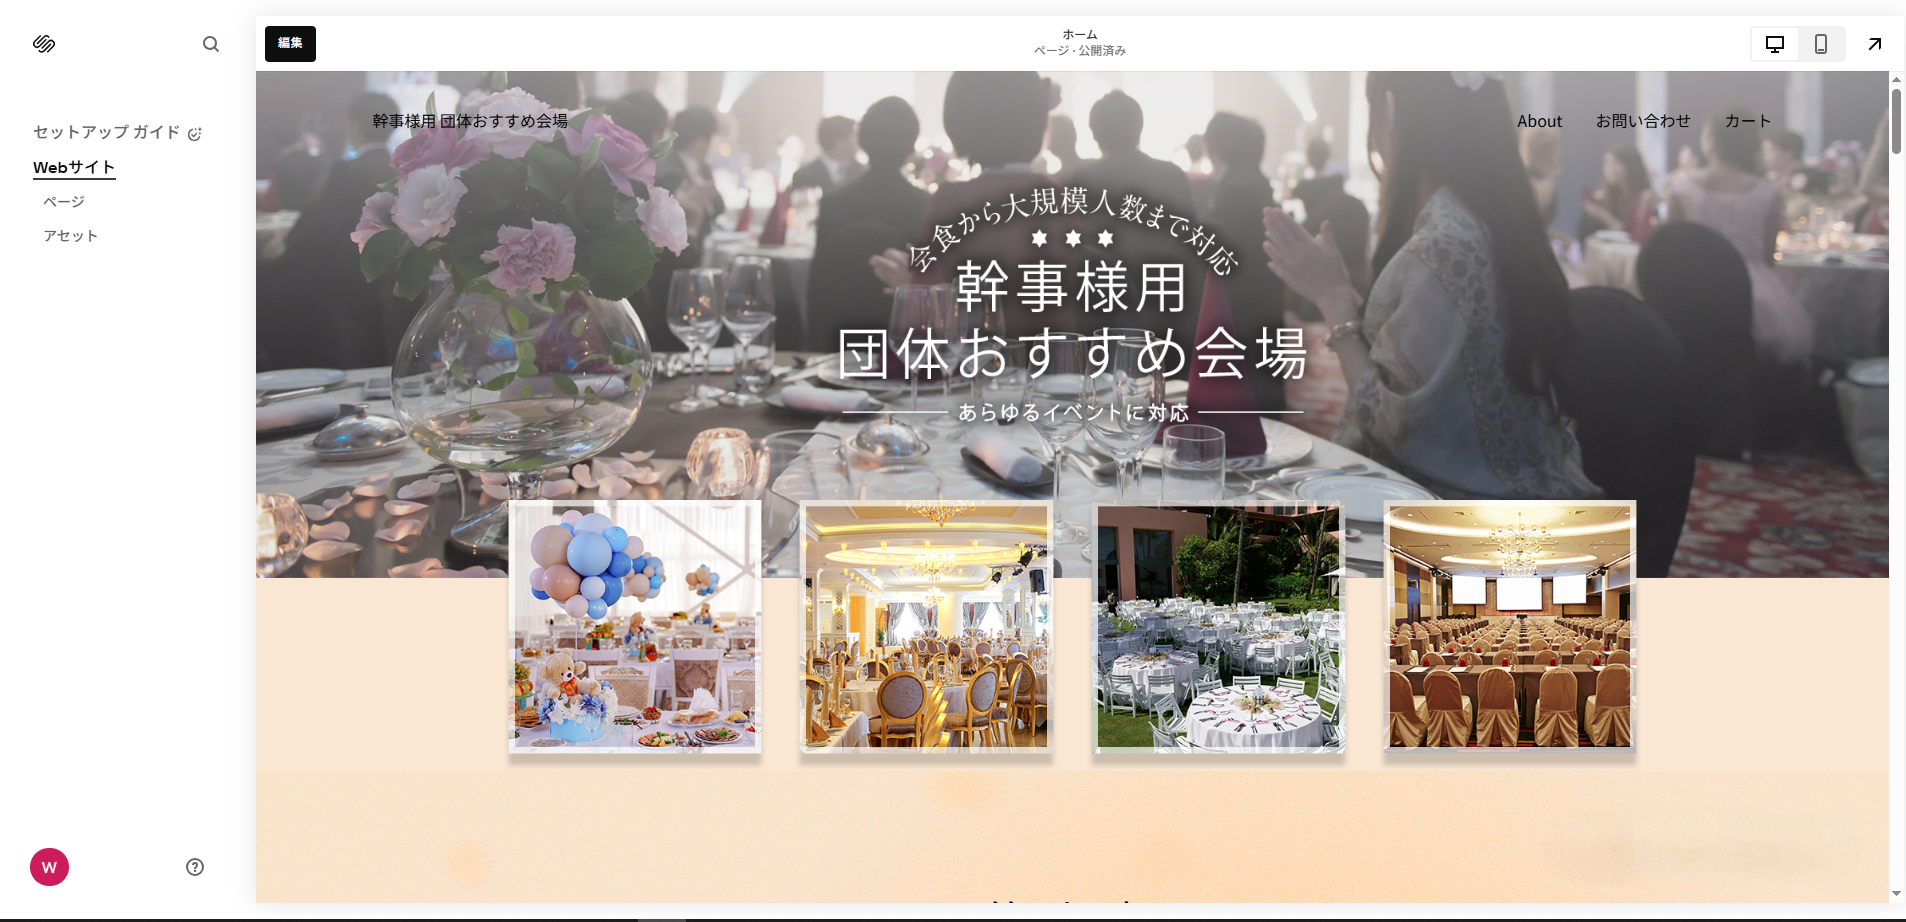 編集
ホーム
ページ · 公開済み
セットアップ ガイド
Webサイト
ページ
アセット
W
幹事様用 団体おすすめ会場
About
お問い合わせ
カート
会食から大規模人数まで対応
幹事様用
団体おすすめ会場
あらゆるイベントに対応